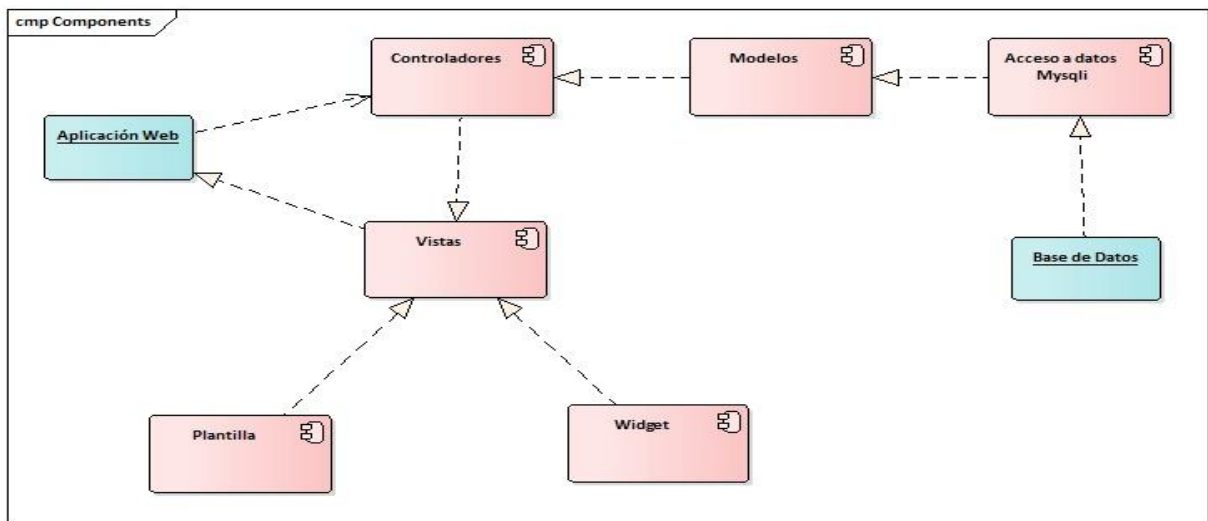 cmp Components
Controladores
Modelos
Acceso a datos
Mysqli
Aplicación Web
Vistas
Base de Datos
Plantilla
Widget